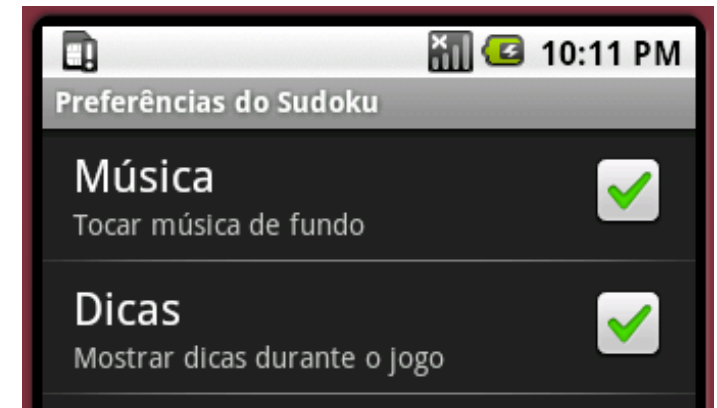 10:11 PM
Preferências do Sudoku
Música
Tocar música de fundo
Dicas
Mostrar dicas durante o jogo